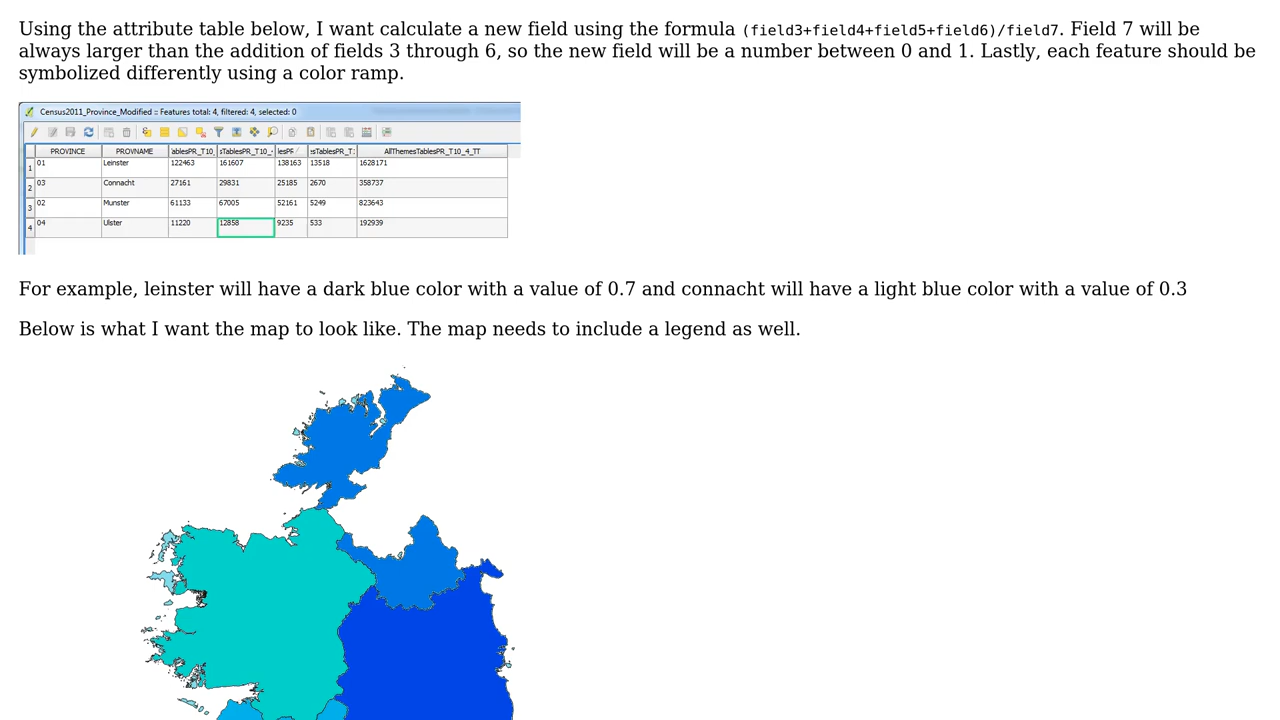 Using the attribute table below, I want calculate a new field using the formula (field3+field4+field5+field6)/field7. Field 7 will be
always larger than the addition of fields 3 through 6, so the new field will be a number between 0 and 1. Lastly, each feature should be
symbolized differently using a color ramp.
Census2011_Province_Modified :: Features total: 4, filtered: 4, selected: 0
PROVINCE PROVNAME ablesPR_T10_ sTablesPR_T10_ lesPF esTablesPR_T1 AllThemesTablesPR_T10_4_TT
1 01 Leinster 122463 161607 138163 13518 1628171
2 03 Connacht 27161 29831 25185 2670 358737
3 02 Munster 61133 67005 52161 5249 823643
4 04 Ulster 11220 12858 9235 533 192939
For example, leinster will have a dark blue color with a value of 0.7 and connacht will have a light blue color with a value of 0.3
Below is what I want the map to look like. The map needs to include a legend as well.